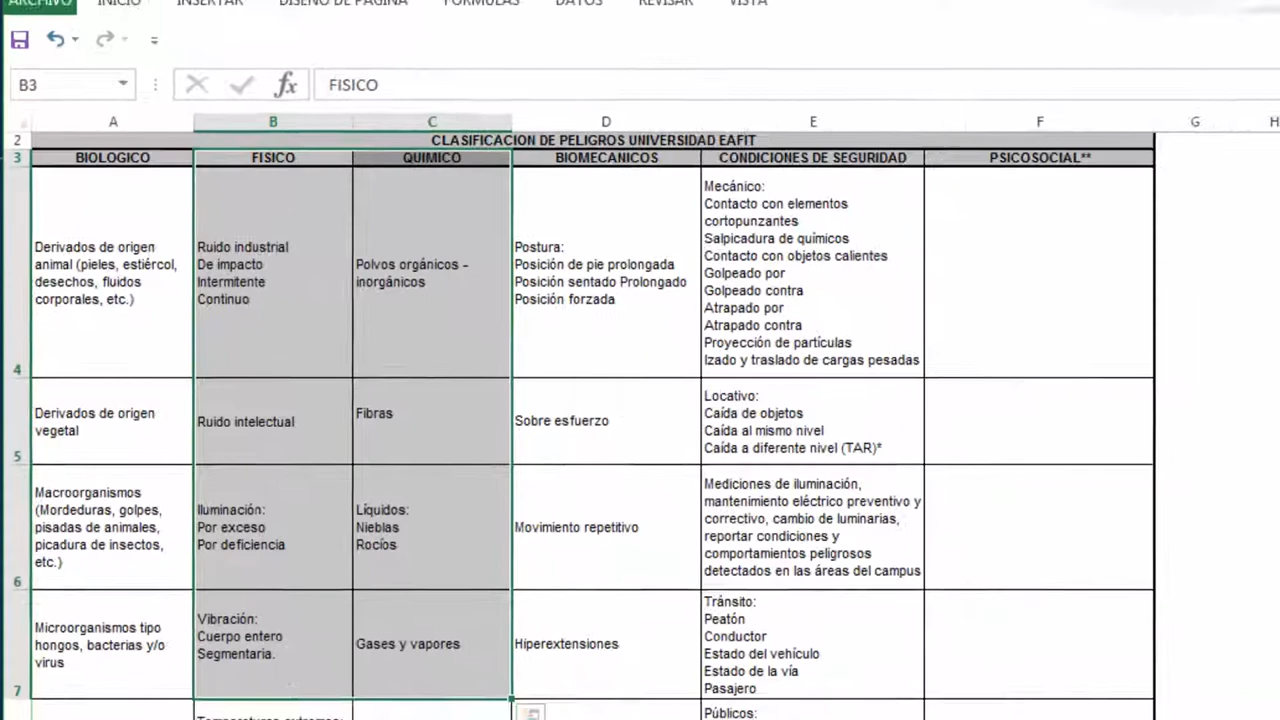 ARCHIVO INICIO INSERTAR DISEÑO DE PÁGINA FÓRMULAS DATOS REVISAR VISTA
B3 fx FISICO
A B C D E F G H
2 CLASIFICACION DE PELIGROS UNIVERSIDAD EAFIT
3 BIOLOGICO FISICO QUIMICO BIOMECANICOS CONDICIONES DE SEGURIDAD PSICOSOCIAL**
Derivados de origen
animal (pieles, estiércol,
desechos, fluidos
corporales, etc.)
Ruido industrial
De impacto
Intermitente
Continuo
Polvos orgánicos –
inorgánicos
Postura:
Posición de pie prolongada
Posición sentado Prolongado
Posición forzada
Mecánico:
Contacto con elementos
cortopunzantes
Salpicadura de químicos
Contacto con objetos calientes
Golpeado por
Golpeado contra
Atrapado por
Atrapado contra
Proyección de partículas
Izado y traslado de cargas pesadas
4
Derivados de origen
vegetal
Ruido intelectual
Fibras
Sobre esfuerzo
Locativo:
Caída de objetos
Caída al mismo nivel
Caída a diferente nivel (TAR)*
5
Macroorganismos
(Mordeduras, golpes,
pisadas de animales,
picadura de insectos,
etc.)
Iluminación:
Por exceso
Por deficiencia
Líquidos:
Nieblas
Rocíos
Movimiento repetitivo
Mediciones de iluminación,
mantenimiento eléctrico preventivo y
correctivo, cambio de luminarias,
reportar condiciones y
comportamientos peligrosos
detectados en las áreas del campus
6
Microorganismos tipo
hongos, bacterias y/o
virus
Vibración:
Cuerpo entero
Segmentaria.
Gases y vapores
Hiperextensiones
Tránsito:
Peatón
Conductor
Estado del vehículo
Estado de la vía
Pasajero
7
Temperaturas extremas:
Públicos: